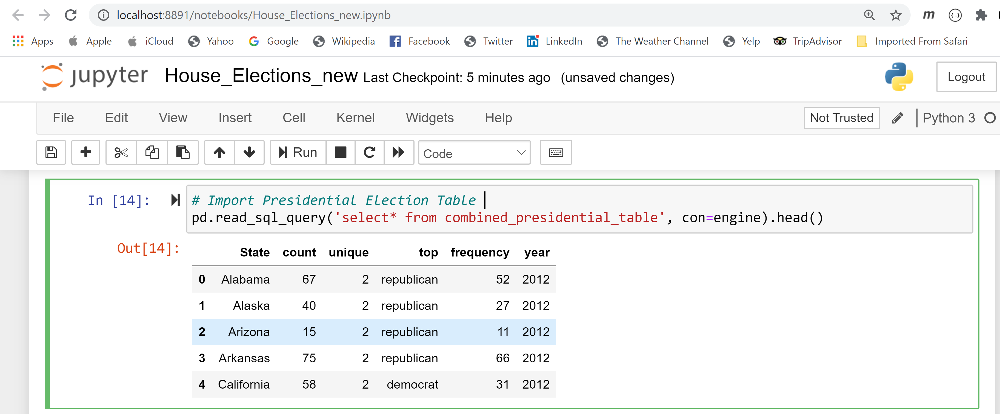 localhost:8891/notebooks/House_Elections_new.ipynb m {...}
Apps Apple iCloud Yahoo Google Wikipedia Facebook Twitter LinkedIn The Weather Channel Yelp TripAdvisor Imported From Safari
jupyter House_Elections_new Last Checkpoint: 5 minutes ago (unsaved changes) Logout
File Edit View Insert Cell Kernel Widgets Help Not Trusted Python 3
Run Code
In [14]: # Import Presidential Election Table
pd.read_sql_query('select* from combined_presidential_table', con=engine).head()
Out[14]:
State count unique top frequency year
0 Alabama 67 2 republican 52 2012
1 Alaska 40 2 republican 27 2012
2 Arizona 15 2 republican 11 2012
3 Arkansas 75 2 republican 66 2012
4 California 58 2 democrat 31 2012